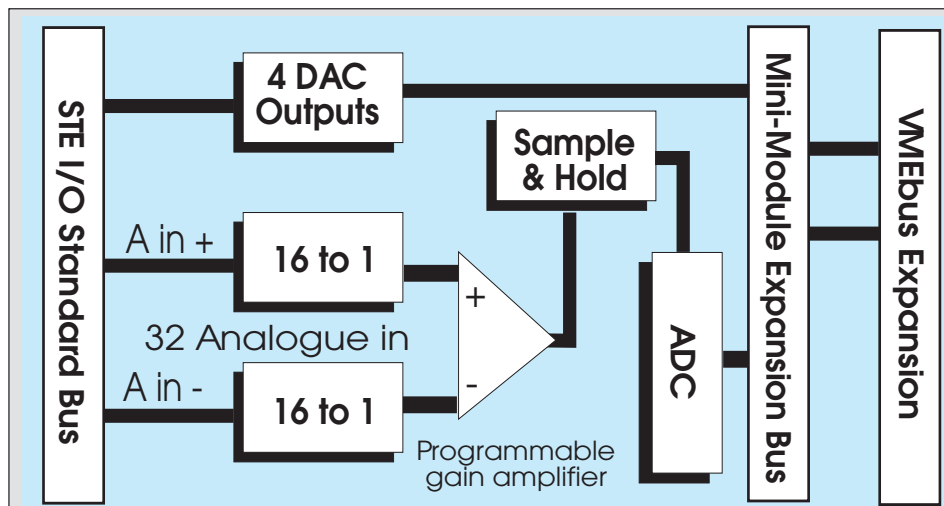 STE I/O Standard Bus
4 DAC
Outputs
A in +
16 to 1
32 Analogue in
A in -
16 to 1
+
-
Programmable
gain amplifier
Sample
& Hold
ADC
Mini-Module Expansion Bus
VMEbus Expansion